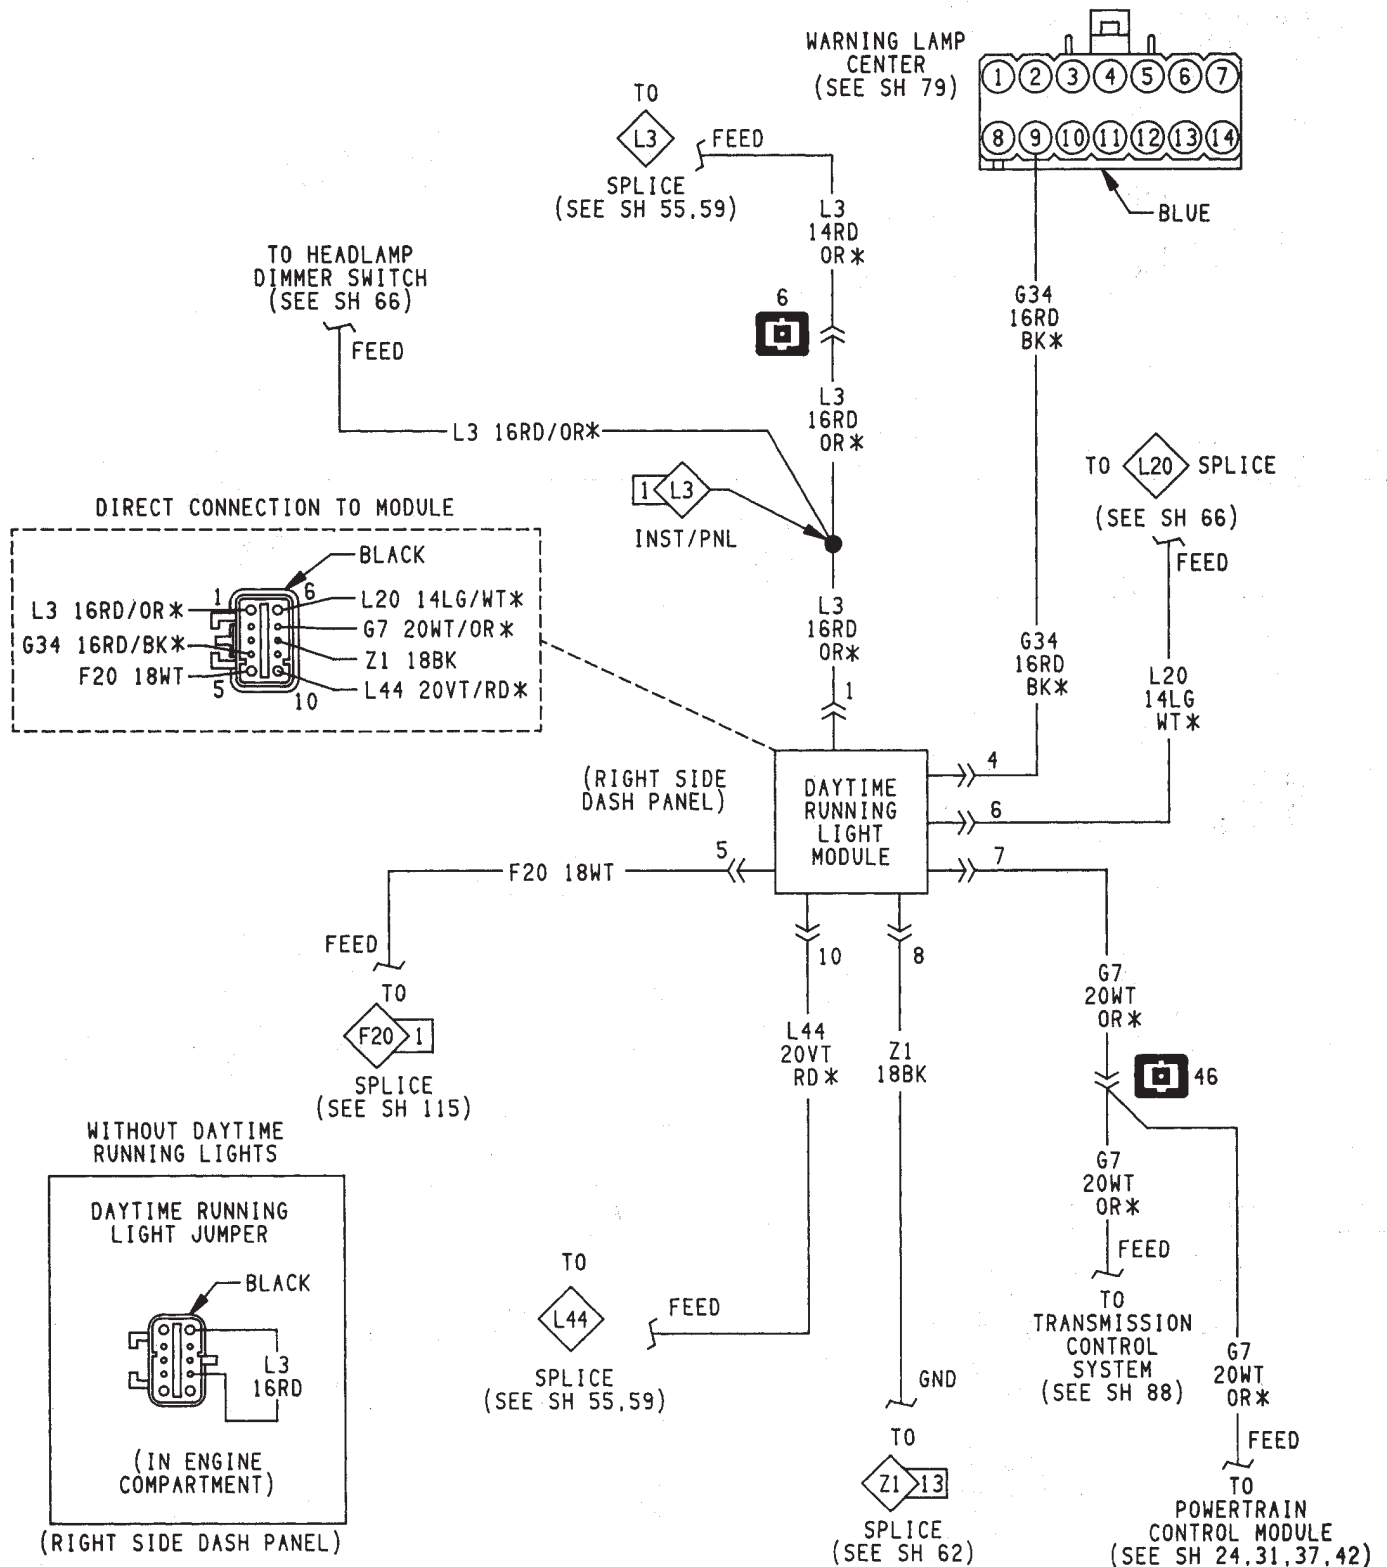 WARNING LAMP
CENTER
(SEE SH 79)
1 2 3 4 5 6 7
8 9 10 11 12 13 14
BLUE
TO
L3
FEED
SPLICE
(SEE SH 55,59)
L3
14RD
OR*
TO HEADLAMP
DIMMER SWITCH
(SEE SH 66)
FEED
6
G34
16RD
BK*
L3
16RD
OR*
L3 16RD/OR*
1 L3
INST/PNL
TO L20 SPLICE
(SEE SH 66)
FEED
DIRECT CONNECTION TO MODULE
BLACK
1 6
L3 16RD/OR*
G34 16RD/BK*
F20 18WT
L20 14LG/WT*
G7 20WT/OR*
Z1 18BK
L44 20VT/RD*
5 10
L3
16RD
OR*
1
G34
16RD
BK*
L20
14LG
WT*
(RIGHT SIDE
DASH PANEL)
DAYTIME
RUNNING
LIGHT
MODULE
4
6
7
5
F20 18WT
10
8
FEED
TO
F20 1
SPLICE
(SEE SH 115)
L44
20VT
RD*
Z1
18BK
G7
20WT
OR*
46
G7
20WT
OR*
WITHOUT DAYTIME
RUNNING LIGHTS
DAYTIME RUNNING
LIGHT JUMPER
BLACK
L3
16RD
(IN ENGINE
COMPARTMENT)
(RIGHT SIDE DASH PANEL)
TO
L44
FEED
SPLICE
(SEE SH 55,59)
GND
TO
Z1 13
SPLICE
(SEE SH 62)
FEED
TO
TRANSMISSION
CONTROL
SYSTEM
(SEE SH 88)
G7
20WT
OR*
FEED
TO
POWERTRAIN
CONTROL MODULE
(SEE SH 24,31,37,42)